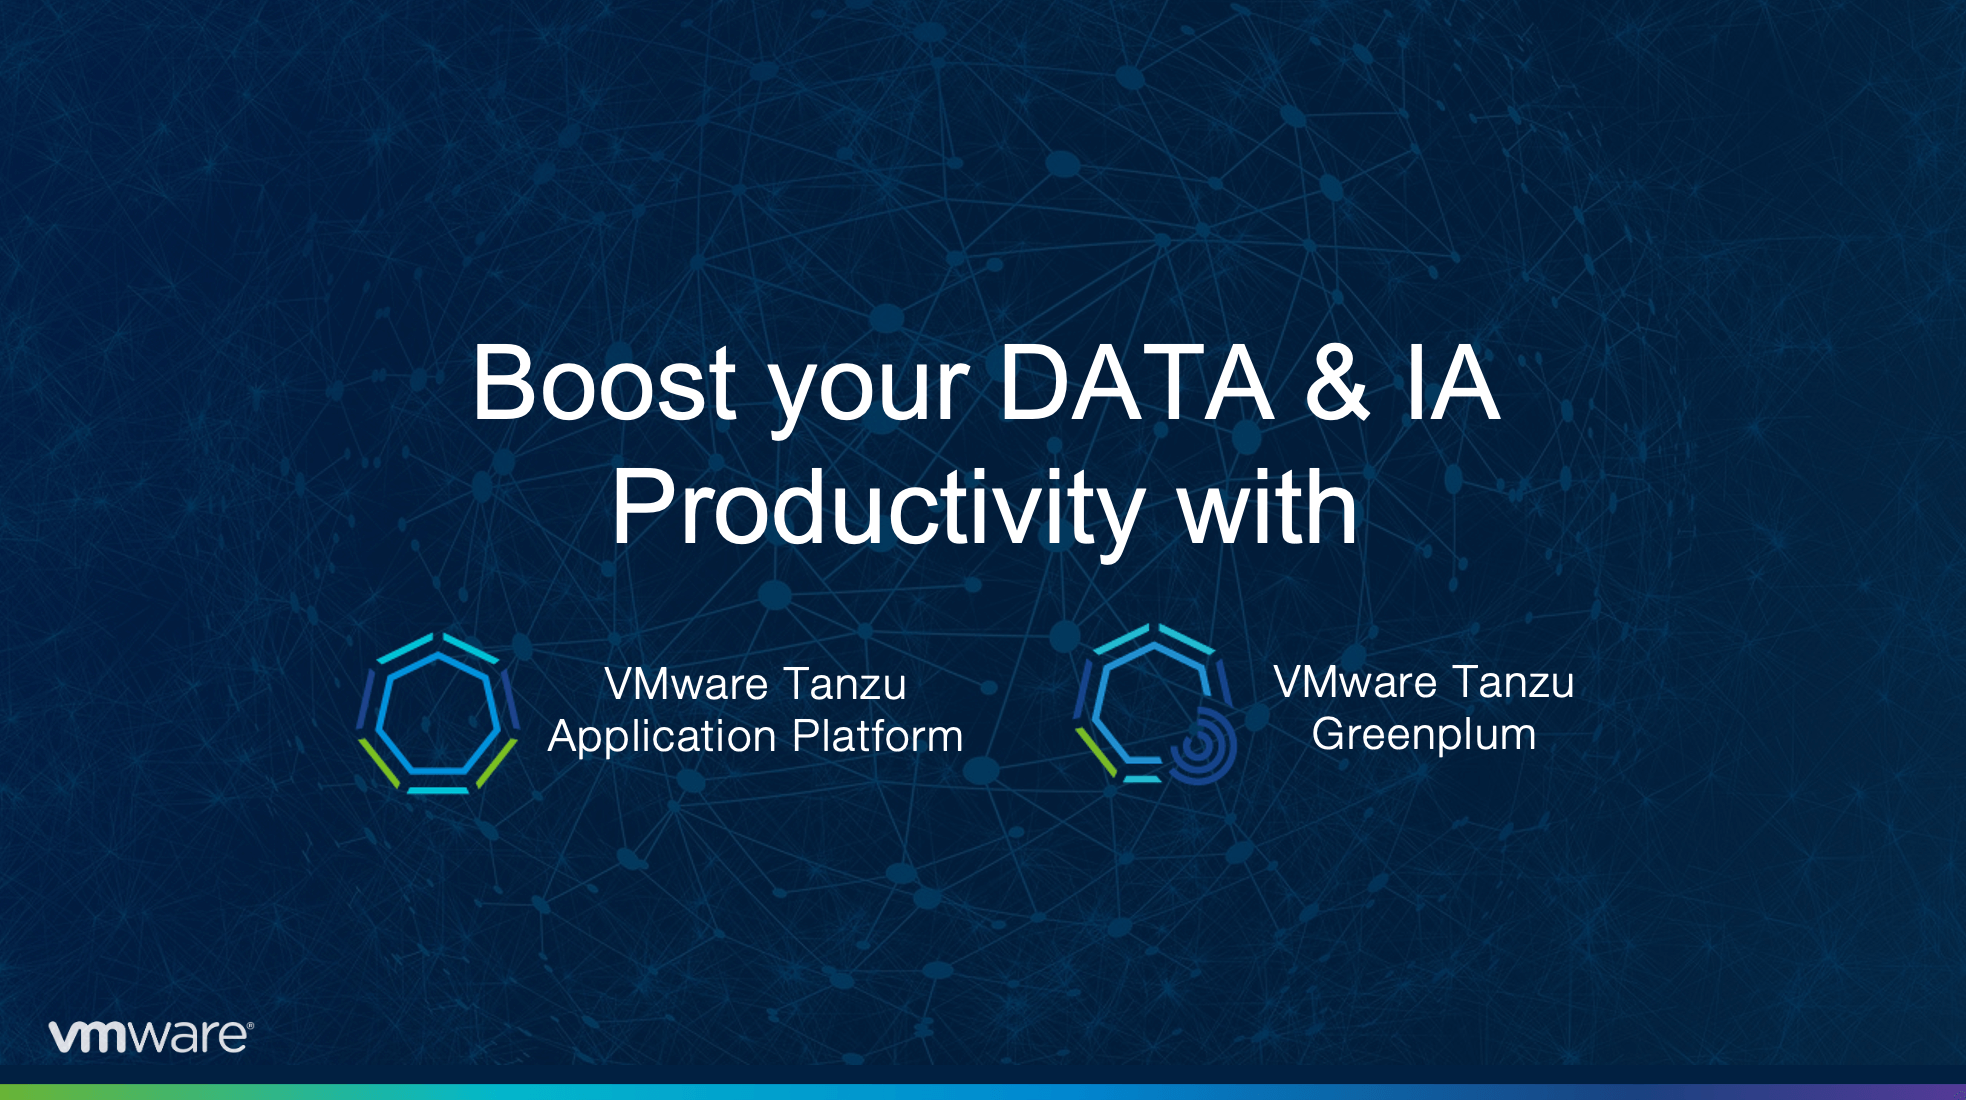 Boost your DATA & IA
Productivity with
VMware Tanzu
Application Platform
VMware Tanzu
Greenplum
vmware®